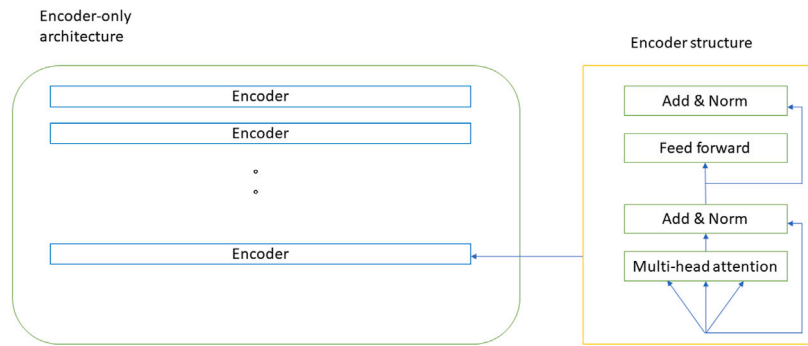 Encoder-only
architecture
Encoder
Encoder
Encoder
Encoder structure
Add & Norm
Feed forward
Add & Norm
Multi-head attention